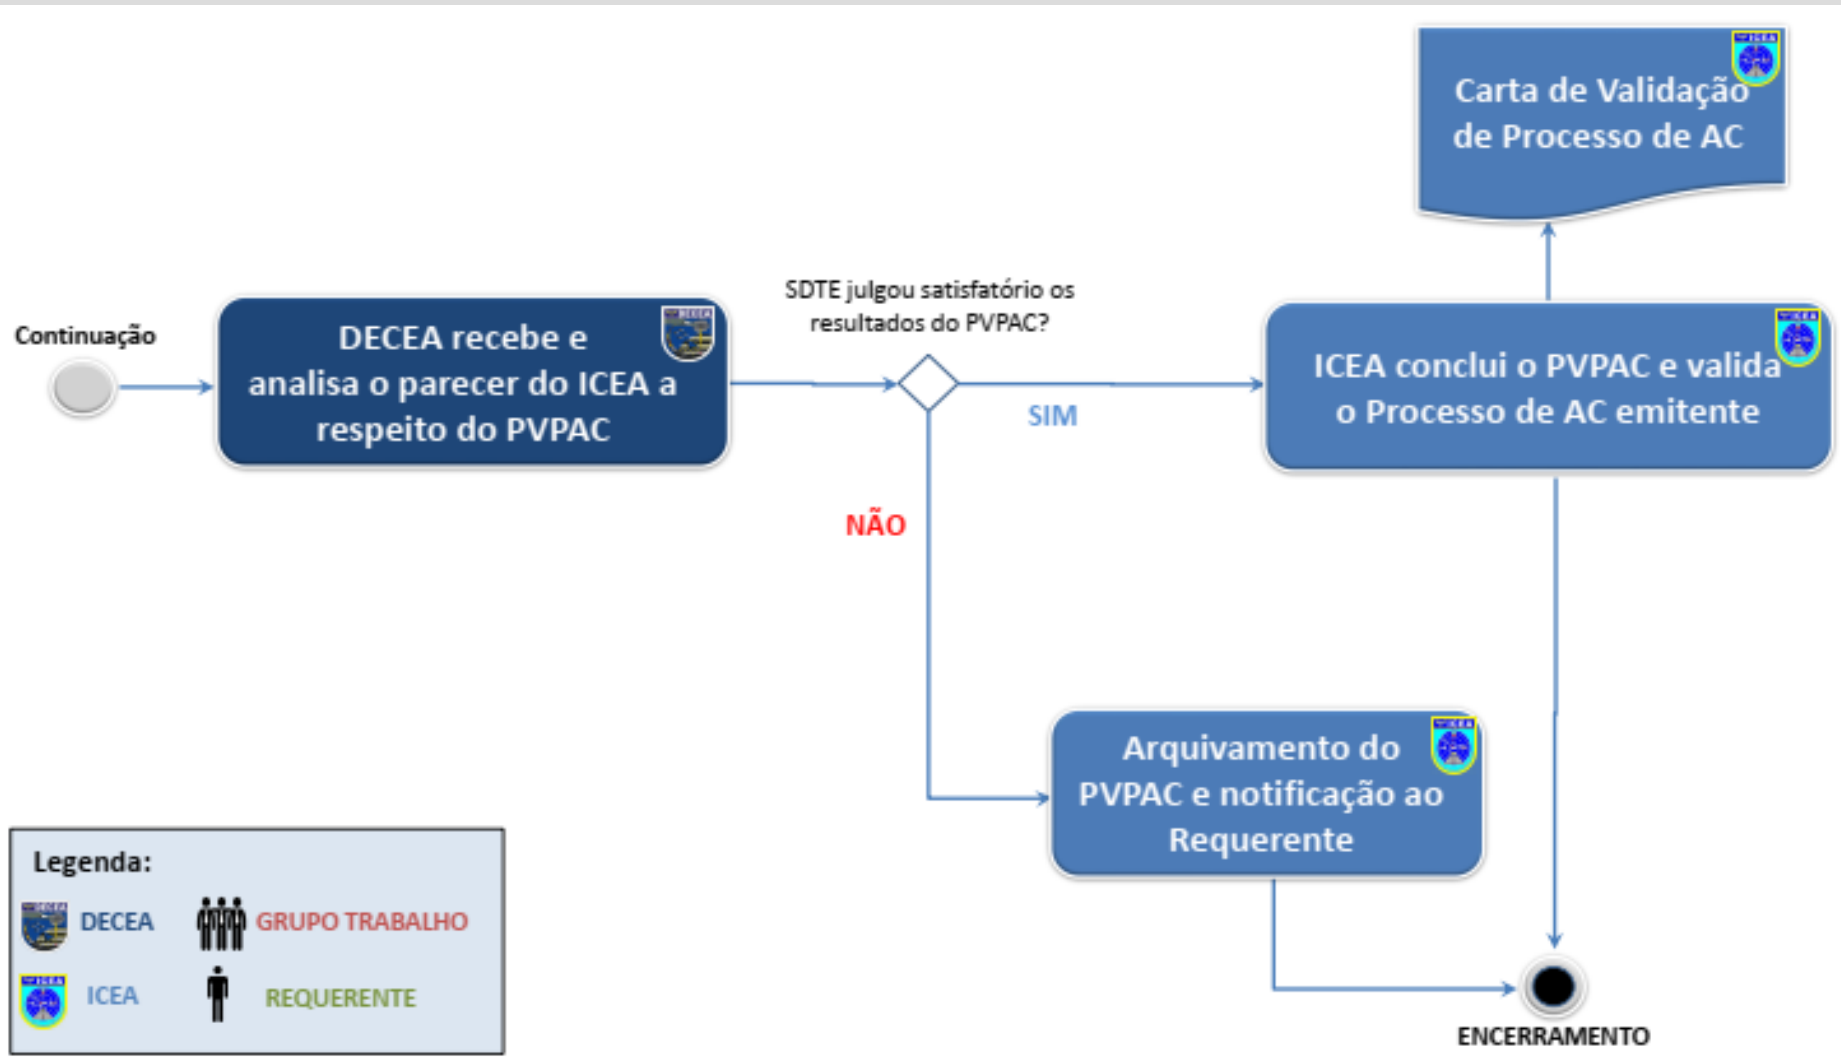 Carta de Validação
de Processo de AC
SDTE julgou satisfatório os
resultados do PVPAC?
Continuação
DECEA recebe e
analisa o parecer do ICEA a
respeito do PVPAC
ICEA conclui o PVPAC e valida
o Processo de AC emitente
SIM
NÃO
Arquivamento do
PVPAC e notificação ao
Requerente
Legenda:
DECEA
GRUPO TRABALHO
ICEA
REQUERENTE
ENCERRAMENTO